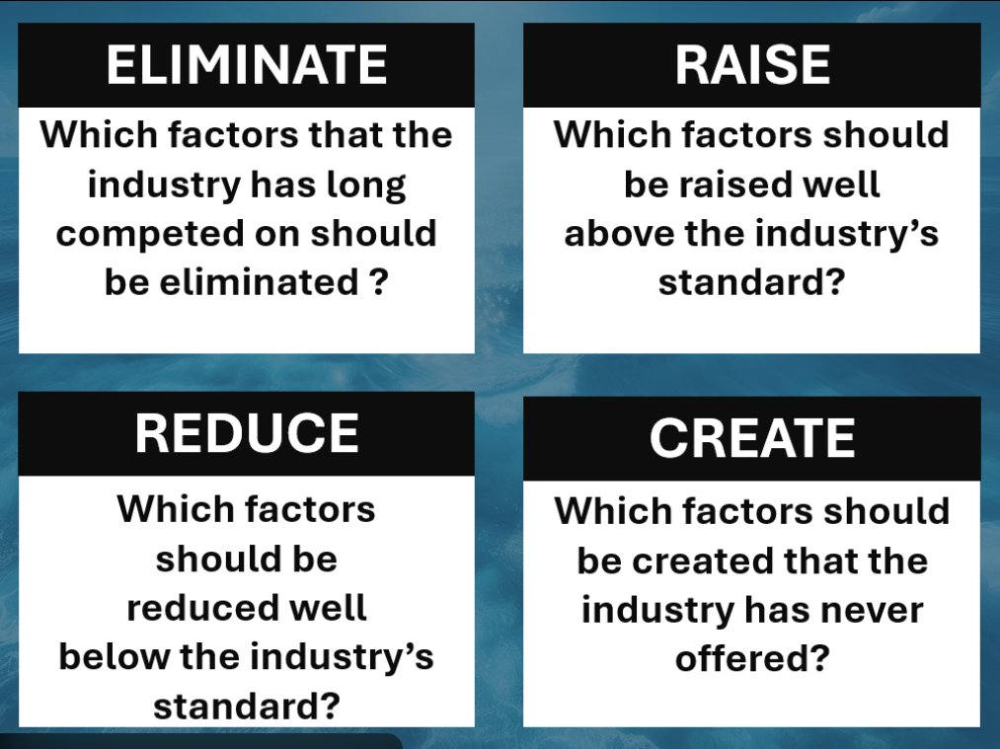 ELIMINATE
Which factors that the
industry has long
competed on should
be eliminated ?
RAISE
Which factors should
be raised well
above the industry’s
standard?
REDUCE
Which factors
should be
reduced well
below the industry’s
standard?
CREATE
Which factors should
be created that the
industry has never
offered?